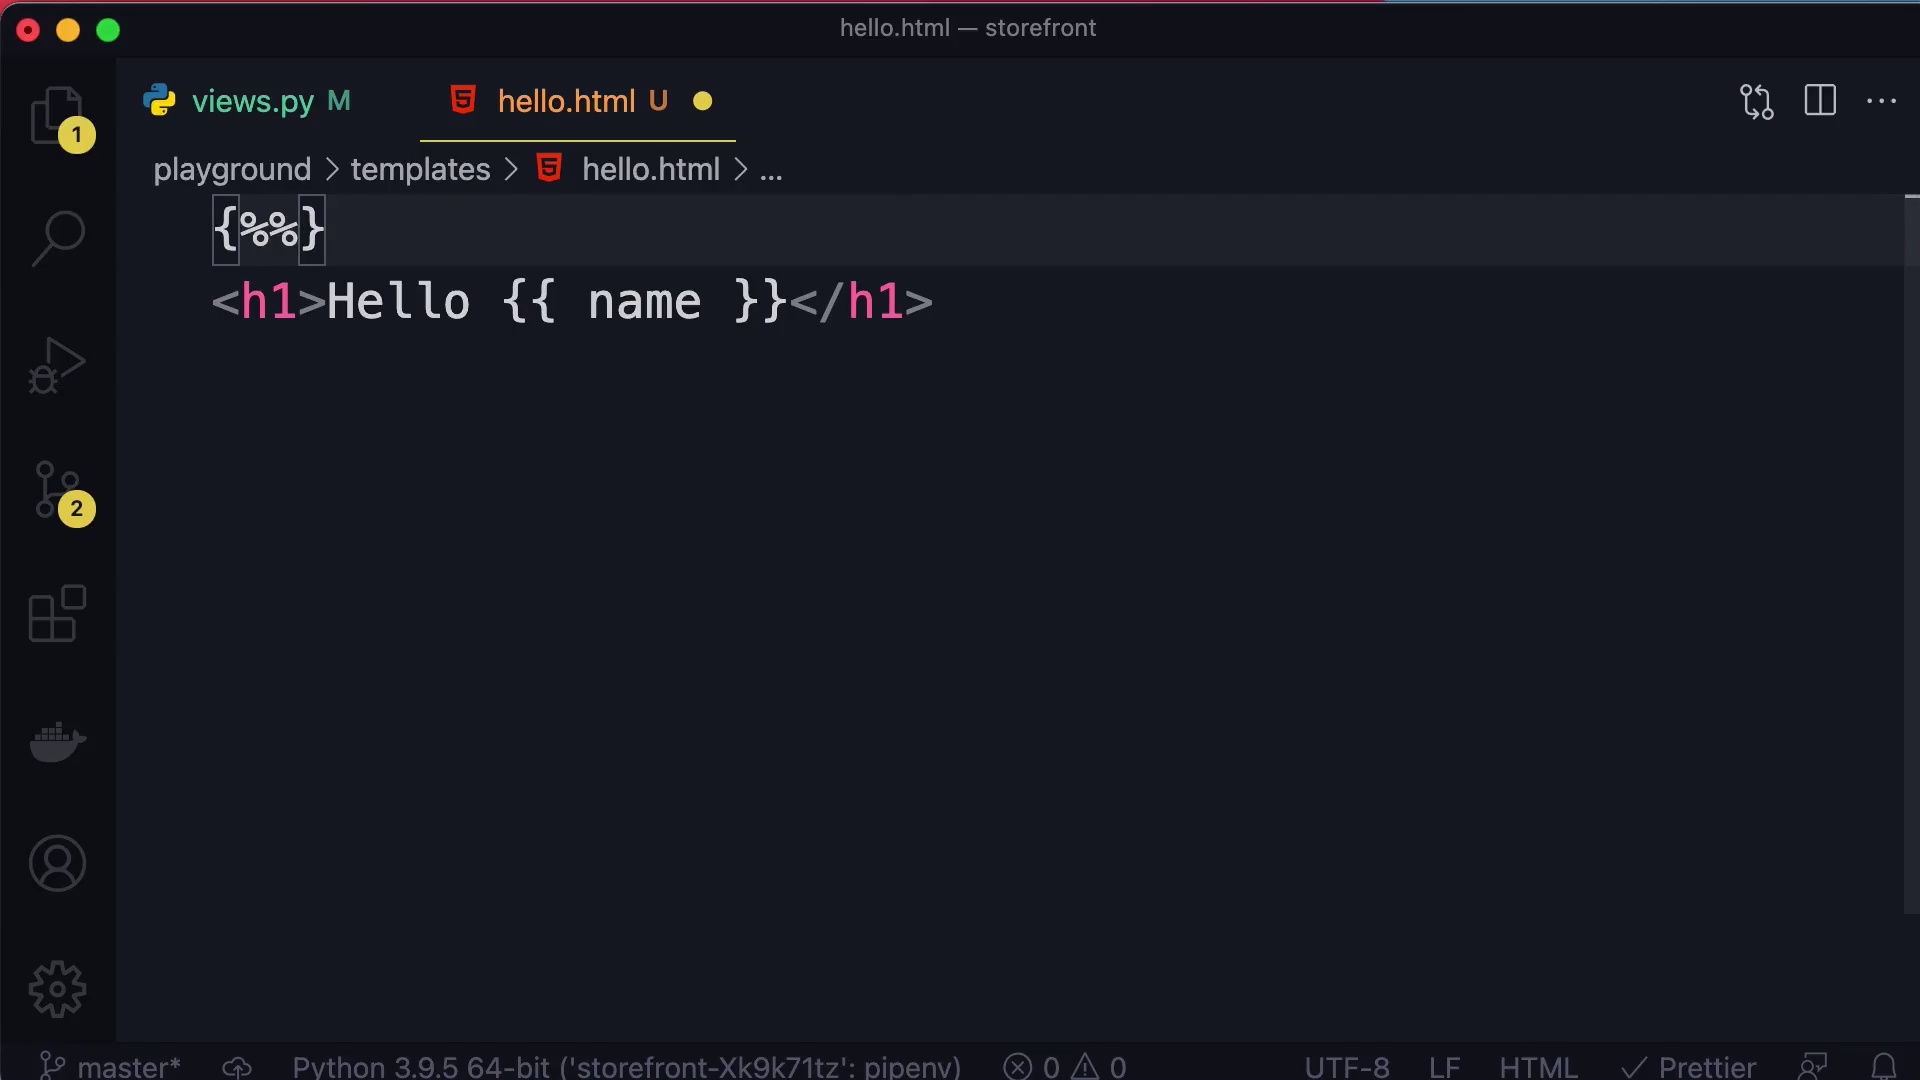 hello.html — storefront
views.py M
hello.html U
playground > templates > hello.html > ...
{%%}
<h1>Hello {{ name }}</h1>
1
2
master*
Python 3.9.5 64-bit ('storefront-Xk9k71tz': pipenv)
0
0
UTF-8
LF
HTML
Prettier